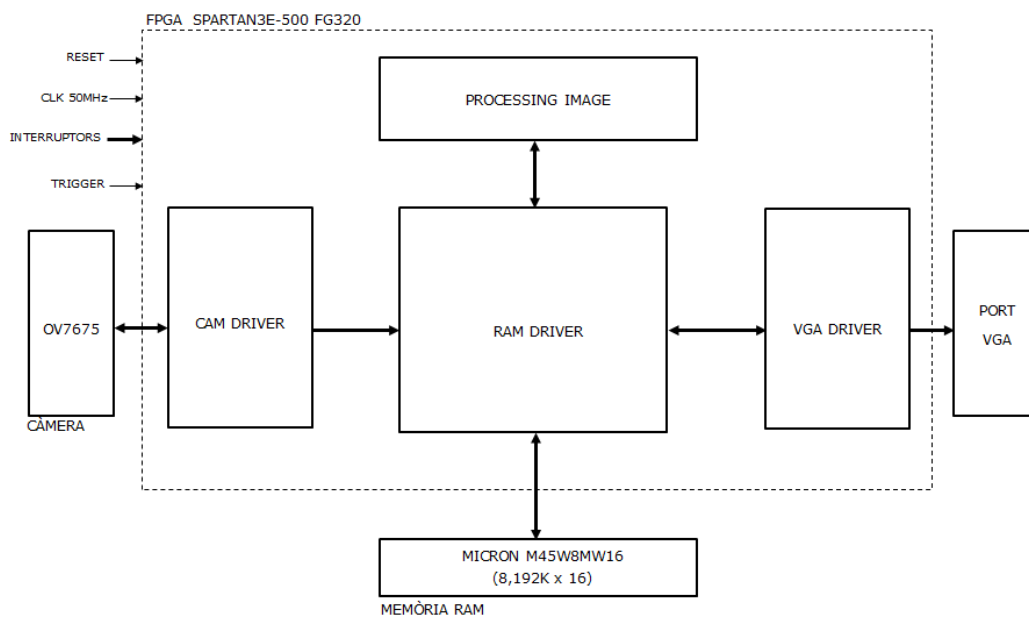 FPGA SPARTAN3E-500 FG320
RESET
CLK 50MHz
INTERRUPTORS
TRIGGER
PROCESSING IMAGE
OV7675
CÀMERA
CAM DRIVER
RAM DRIVER
VGA DRIVER
PORT
VGA
MICRON M45W8MW16
(8,192K x 16)
MEMÒRIA RAM